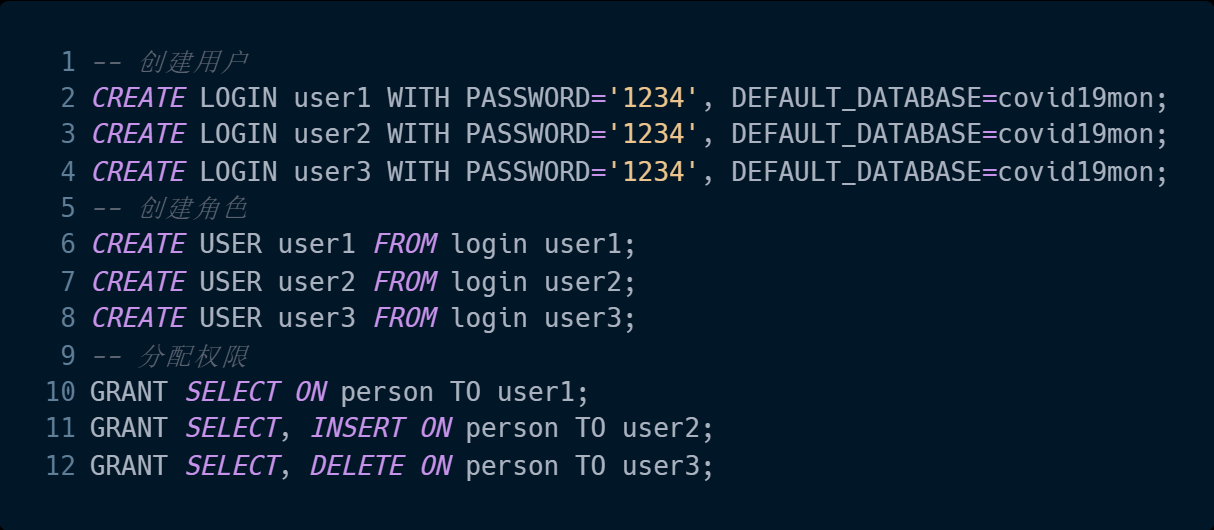 1 -- 创建用户
2 CREATE LOGIN user1 WITH PASSWORD='1234', DEFAULT_DATABASE=covid19mon;
3 CREATE LOGIN user2 WITH PASSWORD='1234', DEFAULT_DATABASE=covid19mon;
4 CREATE LOGIN user3 WITH PASSWORD='1234', DEFAULT_DATABASE=covid19mon;
5 -- 创建角色
6 CREATE USER user1 FROM login user1;
7 CREATE USER user2 FROM login user2;
8 CREATE USER user3 FROM login user3;
9 -- 分配权限
10 GRANT SELECT ON person TO user1;
11 GRANT SELECT, INSERT ON person TO user2;
12 GRANT SELECT, DELETE ON person TO user3;